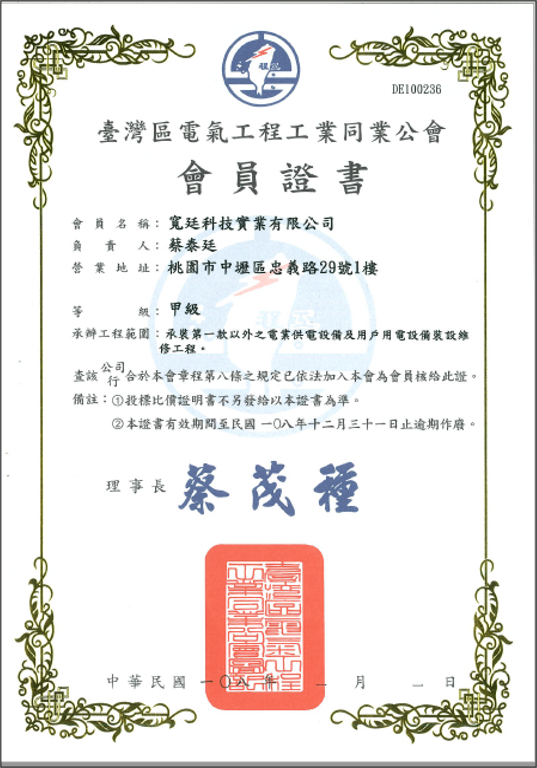 DE100236
臺灣區電氣工程工業同業公會
會員證書
會員名稱：寬廷科技實業有限公司
負責人：蔡泰廷
營業地址：桃園市中壢區忠義路29號1樓
等級：甲級
承辦工程範圍：承裝第一款以外之電業供電設備及用戶用電設備裝設維
修工程。
查該公司行合於本會章程第八條之規定已依法加入本會為會員核給此證。
備註：①投標比價證明書不另發給以本證書為準。
②本證書有效期間至民國一〇八年十二月三十一日止逾期作廢。
理事長 蔡茂種
中華民國一〇八年 二 月 一 日